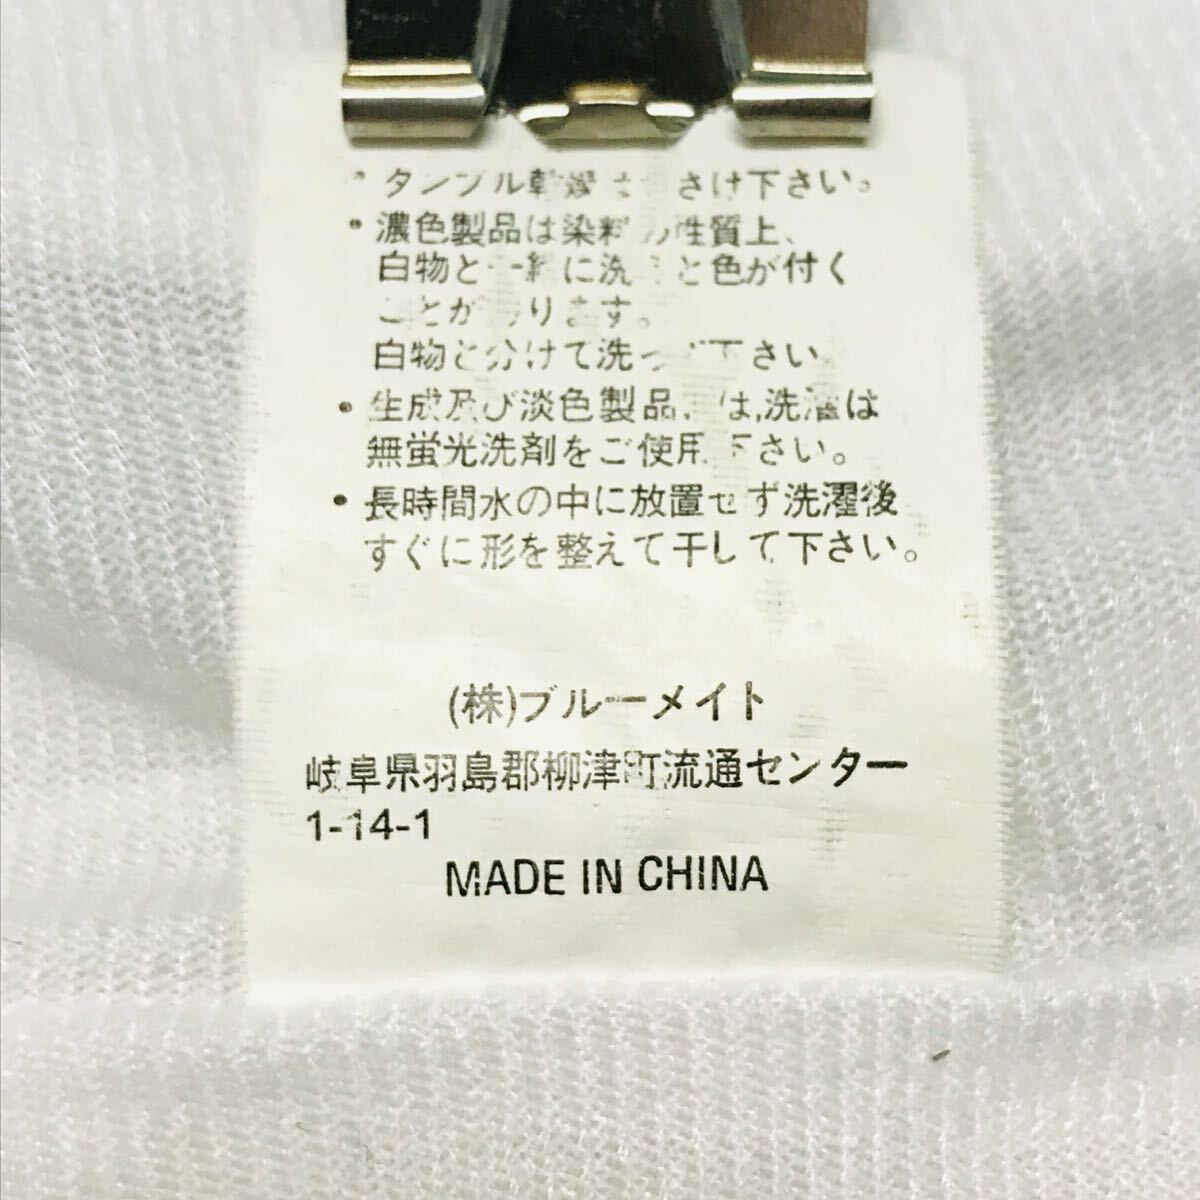 ・タンブル乾燥はお さけ下さい。
・濃色製品は染料の性質上、
白物と一緒に洗うと色が付く
ことがあります。
白物と分けて洗って下さい。
・生成及び淡色製品 は、洗濯は
無蛍光洗剤をご使用下さい。
・長時間水の中に放置せず洗濯後
すぐに形を整えて干して下さい。
(株)ブルーメイト
岐阜県羽島郡柳津町流通センター
1-14-1
MADE IN CHINA